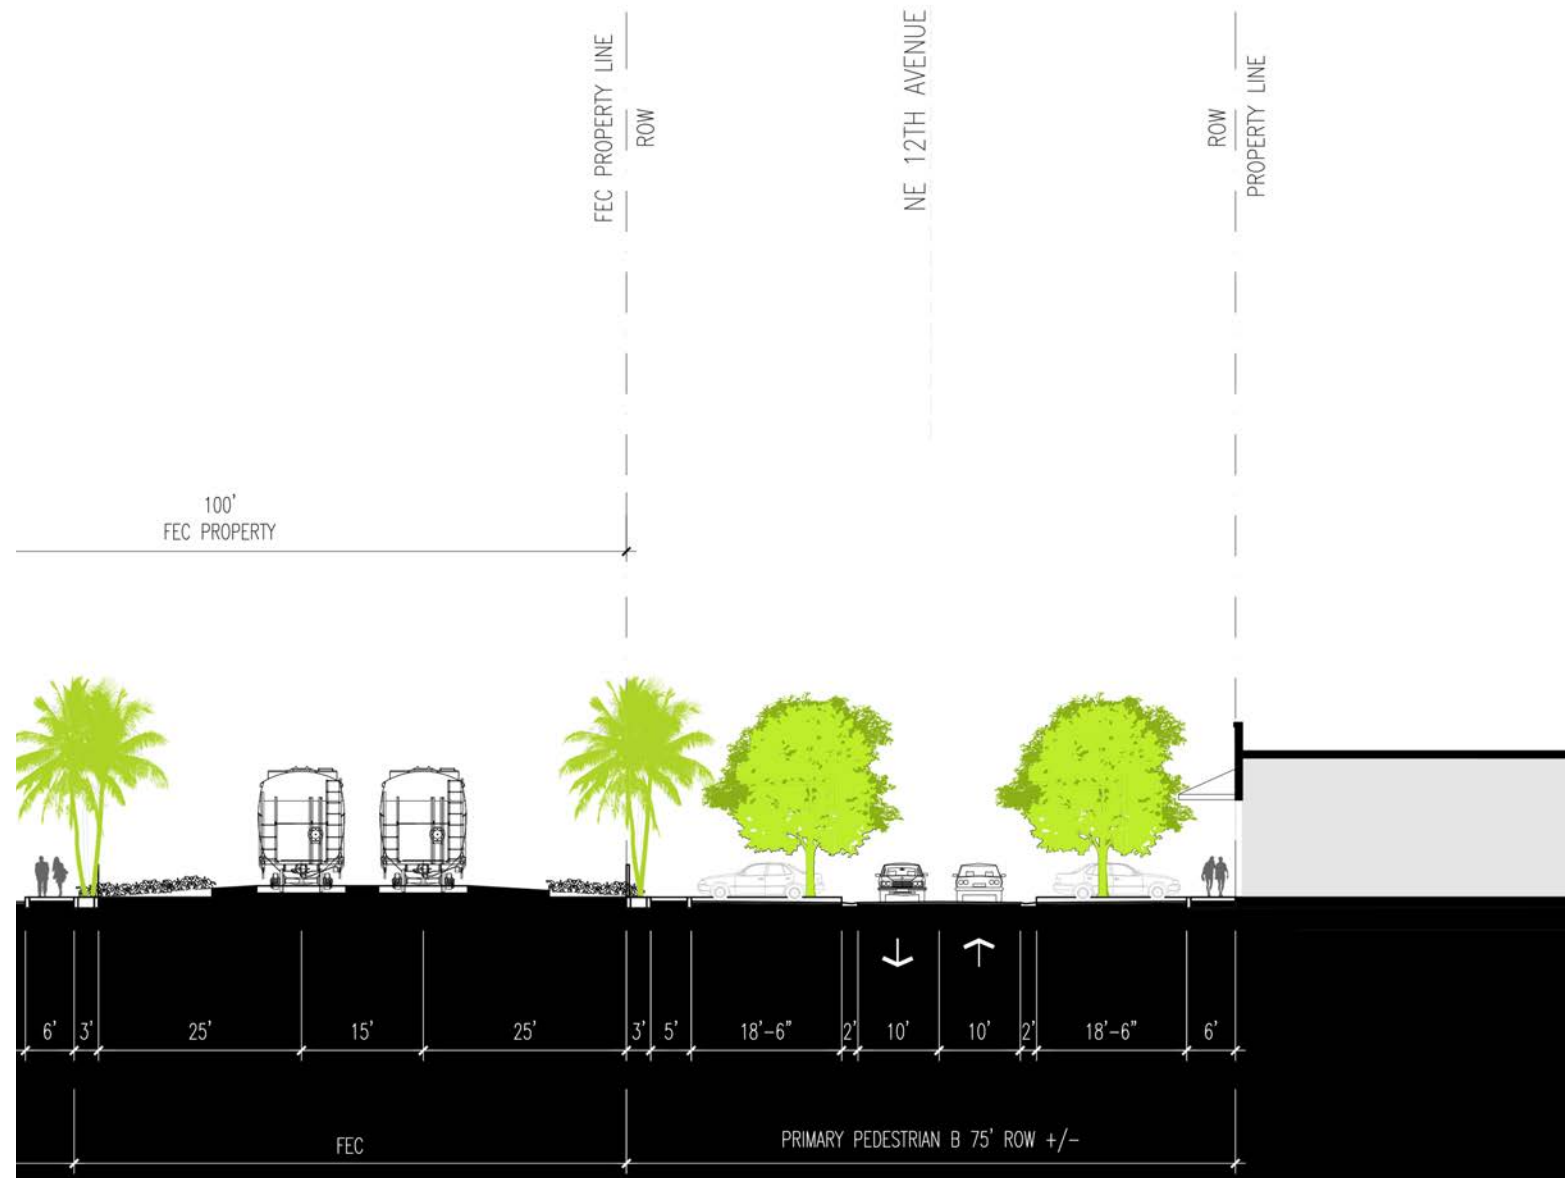 FEC PROPERTY LINE
ROW
NE 12TH AVENUE
ROW
PROPERTY LINE
100'
FEC PROPERTY
6'
3'
25'
15'
25'
3'
5'
18'-6"
2'
10'
10'
2'
18'-6"
6'
FEC
PRIMARY PEDESTRIAN B 75' ROW +/-